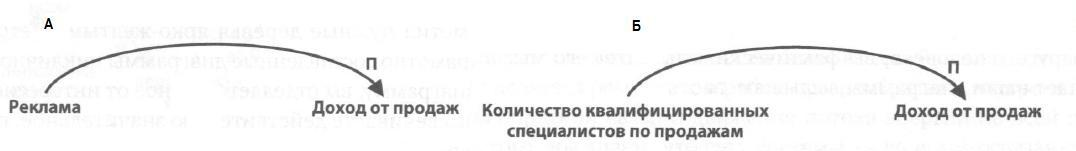 А
Б
П
П
Реклама
Доход от продаж
Количество квалифицированных
специалистов по продажам
Доход от продаж